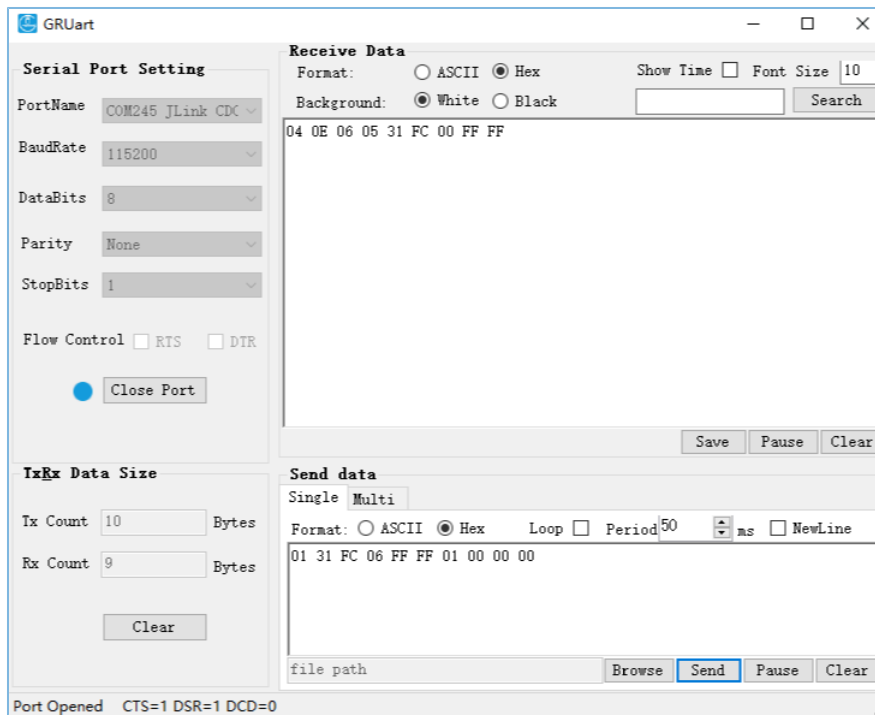 GRUart
Serial Port Setting
PortName COM245 JLink CDC
BaudRate 115200
DataBits 8
Parity None
StopBits 1
Flow Control RTS DTR
Close Port
TxRx Data Size
Tx Count 10 Bytes
Rx Count 9 Bytes
Clear
Receive Data
Format: ASCII Hex Show Time Font Size 10
Background: White Black Search
04 0E 06 05 31 FC 00 FF FF
Save Pause Clear
Send data
Single Multi
Format: ASCII Hex Loop Period 50 ms NewLine
01 31 FC 06 FF FF 01 00 00 00
file path Browse Send Pause Clear
Port Opened CTS=1 DSR=1 DCD=0